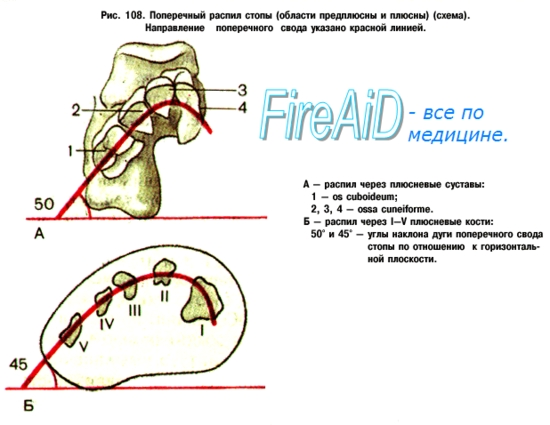 Рис. 108. Поперечный распил стопы (области предплюсны и плюсны) (схема).
Направление поперечного свода указано красной линией.
3
2
4
1
50
А
FireAiD - все по
медицине.
А — распил через плюсневые суставы:
1 — os cuboideum;
2, 3, 4 — ossa cuneiforme.
Б — распил через I—V плюсневые кости:
50° и 45° — углы наклона дуги поперечного свода
стопы по отношению к горизонталь-
ной плоскости.
II
III
IV
I
V
45
Б